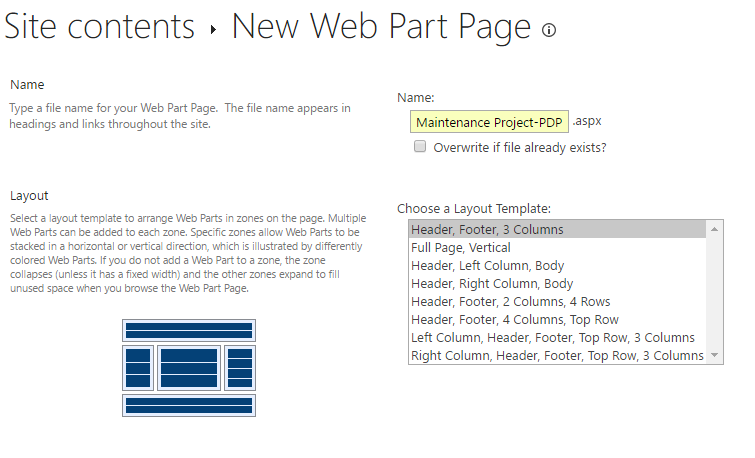 Site contents ▸ New Web Part Page
Name
Type a file name for your Web Part Page.  The file name appears in
headings and links throughout the site.
Name:
Maintenance Project-PDP .aspx
Overwrite if file already exists?
Layout
Select a layout template to arrange Web Parts in zones on the page. Multiple
Web Parts can be added to each zone. Specific zones allow Web Parts to be
stacked in a horizontal or vertical direction, which is illustrated by differently
colored Web Parts. If you do not add a Web Part to a zone, the zone
collapses (unless it has a fixed width) and the other zones expand to fill
unused space when you browse the Web Part Page.
Choose a Layout Template:
Header, Footer, 3 Columns
Full Page, Vertical
Header, Left Column, Body
Header, Right Column, Body
Header, Footer, 2 Columns, 4 Rows
Header, Footer, 4 Columns, Top Row
Left Column, Header, Footer, Top Row, 3 Columns
Right Column, Header, Footer, Top Row, 3 Columns